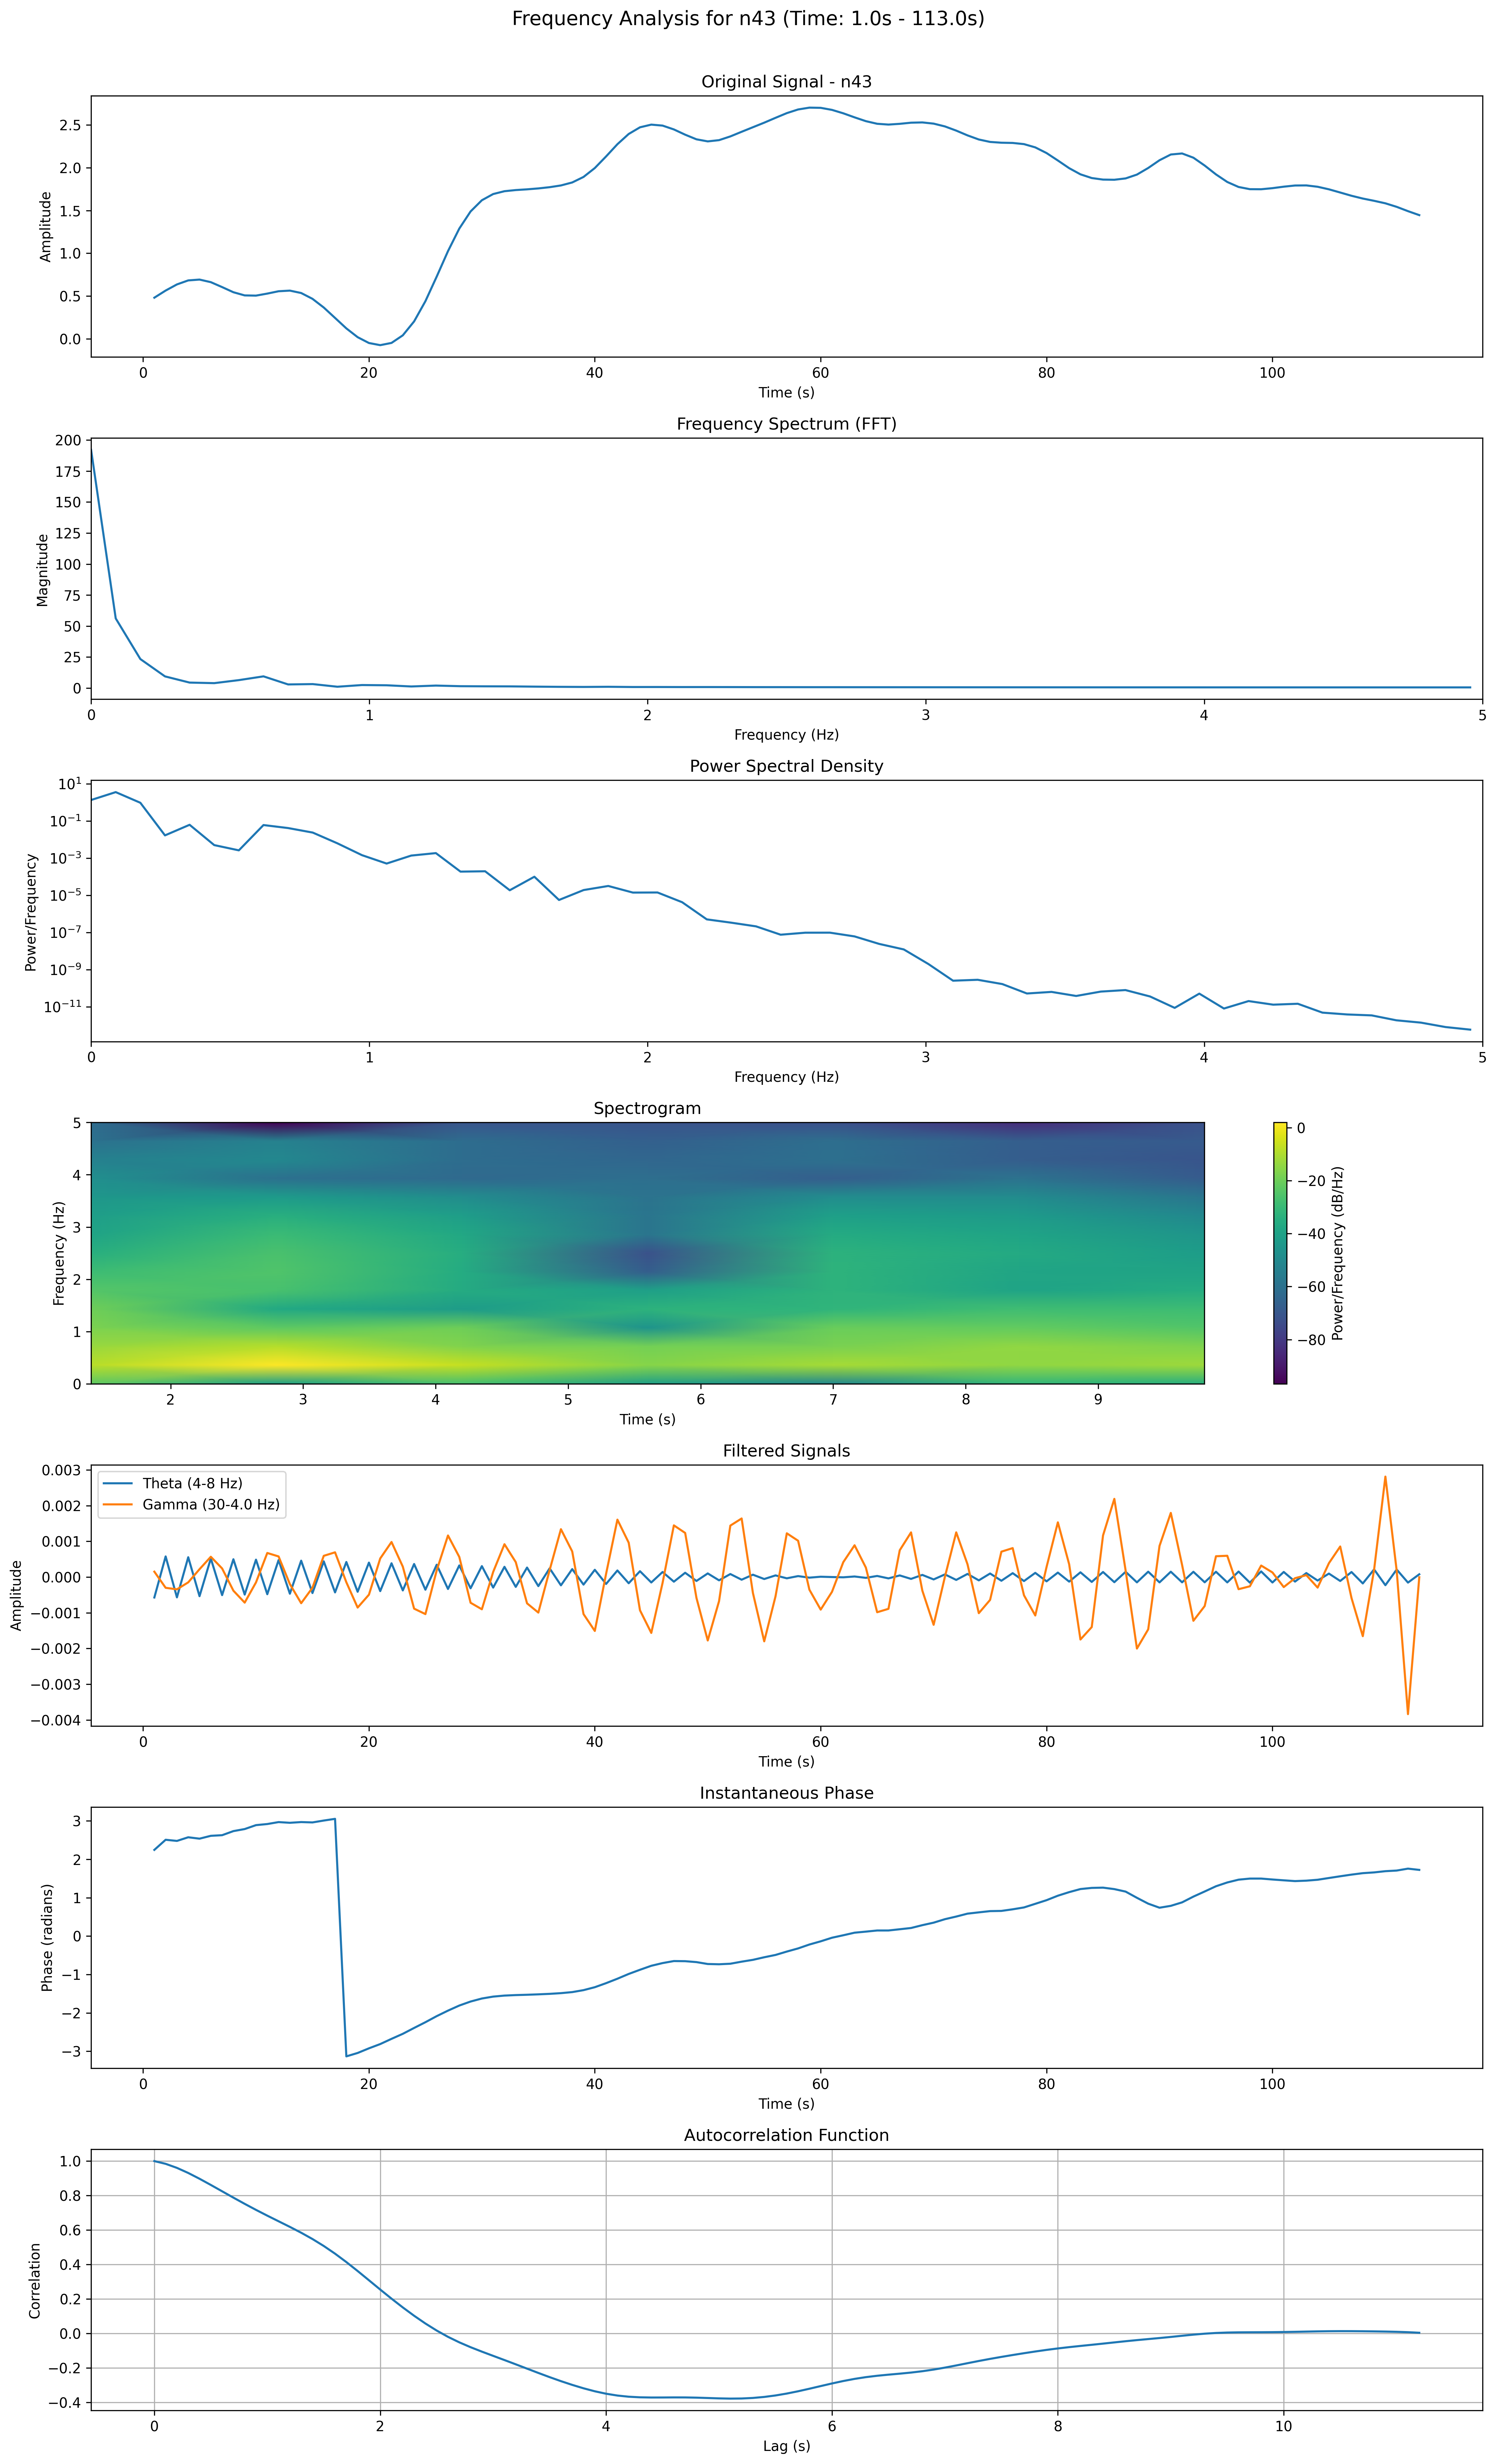 Frequency Analysis for n43 (Time: 1.0s - 113.0s)
Original Signal - n43
Amplitude
2.5
2.0
1.5
1.0
0.5
0.0
0 20 40 60 80 100
Time (s)
Frequency Spectrum (FFT)
Magnitude
200
175
150
125
100
75
50
25
0
0 1 2 3 4 5
Frequency (Hz)
Power Spectral Density
Power/Frequency
10¹
10⁻¹
10⁻³
10⁻⁵
10⁻⁷
10⁻⁹
10⁻¹¹
0 1 2 3 4 5
Frequency (Hz)
Spectrogram
Frequency (Hz)
5
4
3
2
1
0
2 3 4 5 6 7 8 9
Time (s)
0
−20
−40
−60
−80
Power/Frequency (dB/Hz)
Filtered Signals
Theta (4-8 Hz)
Gamma (30-4.0 Hz)
Amplitude
0.003
0.002
0.001
0.000
−0.001
−0.002
−0.003
−0.004
0 20 40 60 80 100
Time (s)
Instantaneous Phase
Phase (radians)
3
2
1
0
−1
−2
−3
0 20 40 60 80 100
Time (s)
Autocorrelation Function
Correlation
1.0
0.8
0.6
0.4
0.2
0.0
−0.2
−0.4
0 2 4 6 8 10
Lag (s)